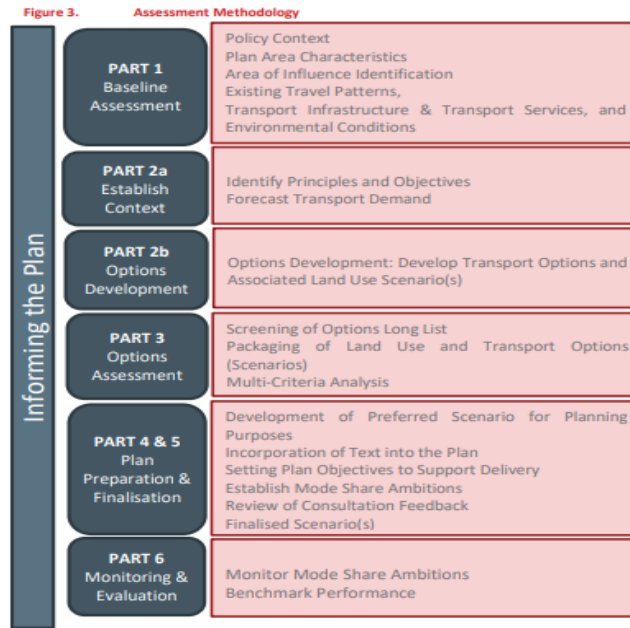 Figure 3. Assessment Methodology
Informing the Plan
PART 1
Baseline
Assessment
Policy Context
Plan Area Characteristics
Area of Influence Identification
Existing Travel Patterns,
Transport Infrastructure & Transport Services, and
Environmental Conditions
PART 2a
Establish
Context
Identify Principles and Objectives
Forecast Transport Demand
PART 2b
Options
Development
Options Development: Develop Transport Options and
Associated Land Use Scenario(s)
PART 3
Options
Assessment
Screening of Options Long List
Packaging of Land Use and Transport Options
(Scenarios)
Multi-Criteria Analysis
PART 4 & 5
Plan
Preparation &
Finalisation
Development of Preferred Scenario for Planning
Purposes
Incorporation of Text into the Plan
Setting Plan Objectives to Support Delivery
Establish Mode Share Ambitions
Review of Consultation Feedback
Finalised Scenario(s)
PART 6
Monitoring &
Evaluation
Monitor Mode Share Ambitions
Benchmark Performance